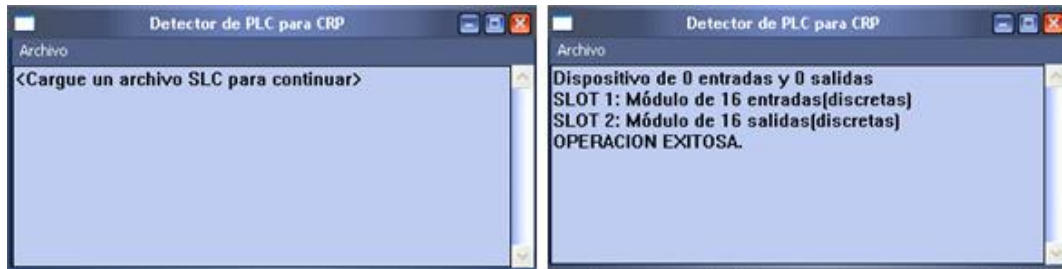 Detector de PLC para CRP
Archivo
<Cargue un archivo SLC para continuar>
Detector de PLC para CRP
Archivo
Dispositivo de 0 entradas y 0 salidas
SLOT 1: Módulo de 16 entradas(discretas)
SLOT 2: Módulo de 16 salidas(discretas)
OPERACION EXITOSA.